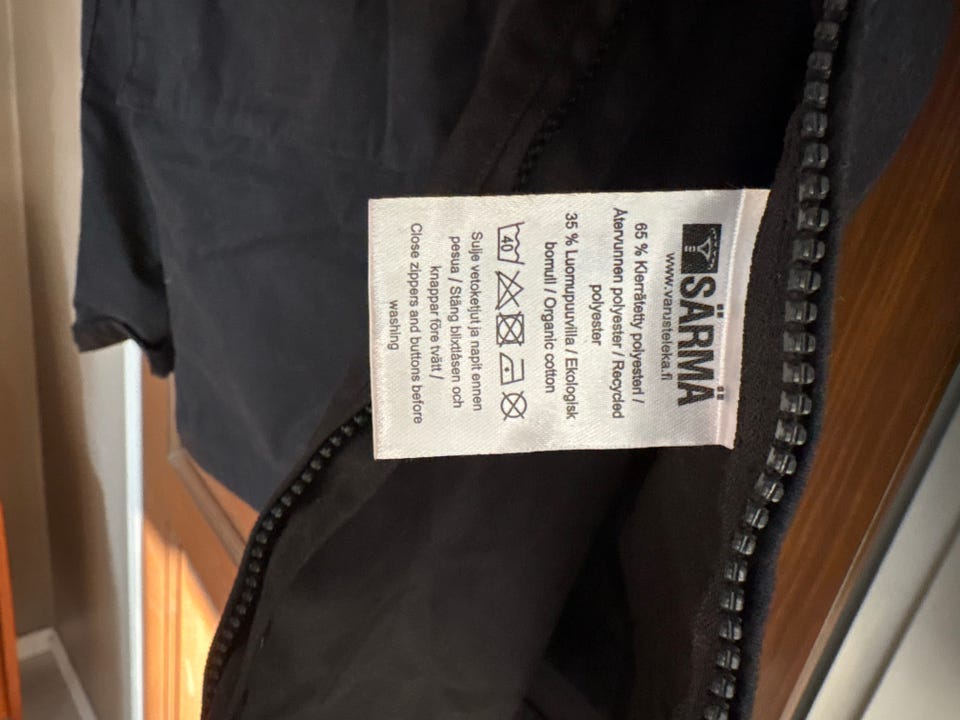 SÄRMÄ
www.varusteleka.fi
65 % Kierrätetty polyesteri /
Återvunnen polyester / Recycled
polyester
35 % Luomupuuvilla / Ekologisk
bomull / Organic cotton
40
Sulje vetoketjut ja napit ennen
pesua / Stäng blixtlåsen och
knappar före tvätt /
Close zippers and buttons before
washing